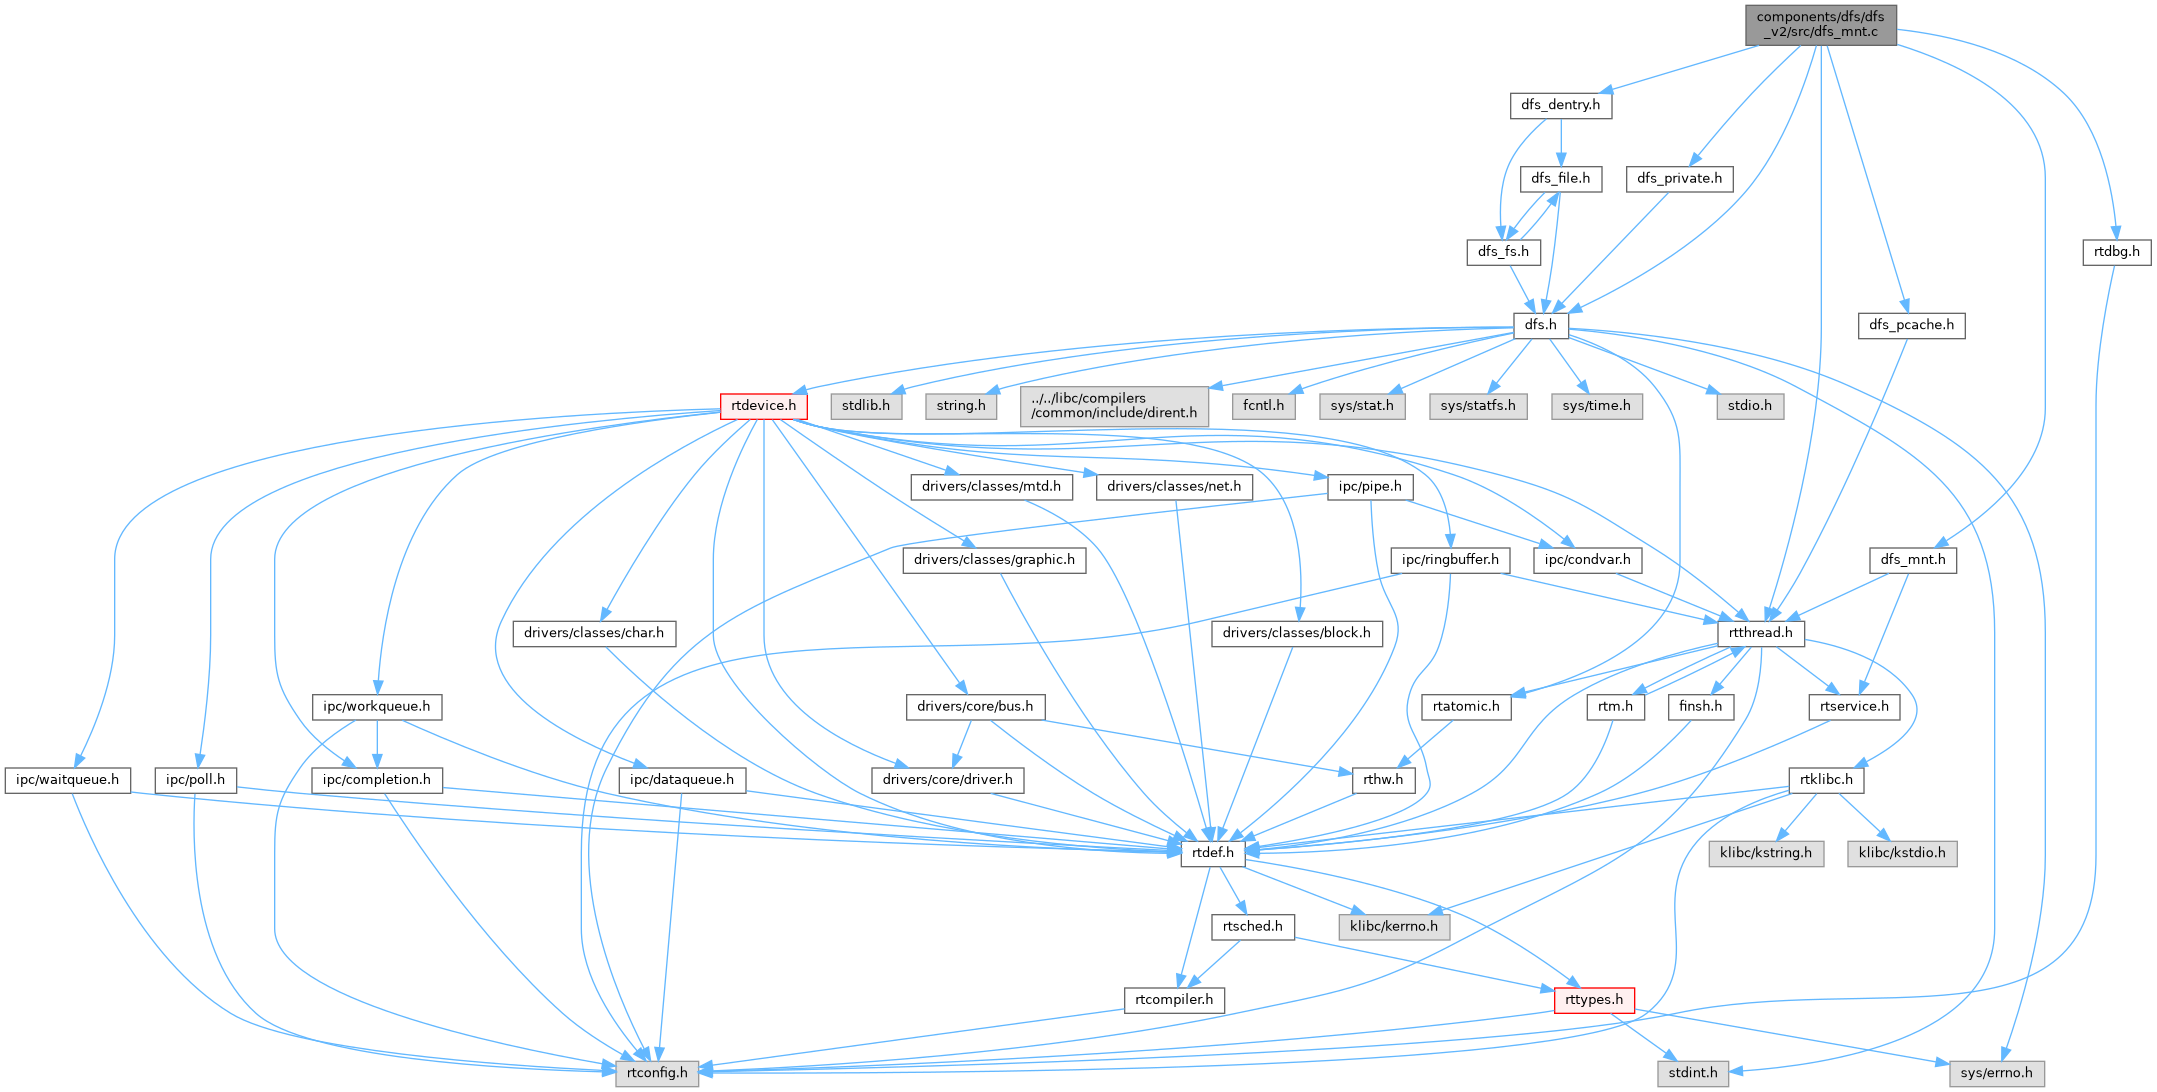 components/dfs/dfs
_v2/src/dfs_mnt.c
dfs_dentry.h
dfs_file.h
dfs_private.h
dfs_fs.h
rtdbg.h
dfs.h
dfs_pcache.h
rtdevice.h
stdlib.h
string.h
../../libc/compilers
/common/include/dirent.h
fcntl.h
sys/stat.h
sys/statfs.h
sys/time.h
stdio.h
drivers/classes/mtd.h
drivers/classes/net.h
ipc/pipe.h
drivers/classes/graphic.h
ipc/ringbuffer.h
ipc/condvar.h
dfs_mnt.h
drivers/classes/char.h
drivers/classes/block.h
rtthread.h
ipc/workqueue.h
drivers/core/bus.h
rtatomic.h
rtm.h
finsh.h
rtservice.h
ipc/waitqueue.h
ipc/poll.h
ipc/completion.h
ipc/dataqueue.h
drivers/core/driver.h
rthw.h
rtklibc.h
rtdef.h
klibc/kstring.h
klibc/kstdio.h
rtsched.h
klibc/kerrno.h
rtcompiler.h
rttypes.h
rtconfig.h
stdint.h
sys/errno.h